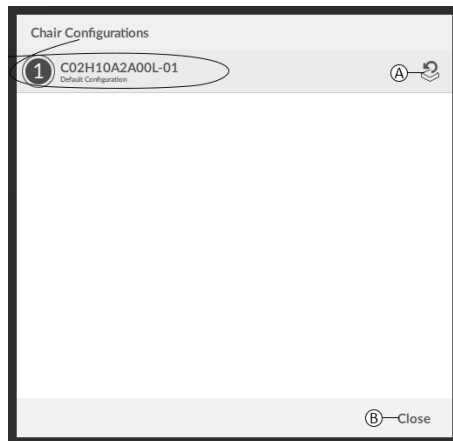 Chair Configurations
1 C02H10A2A00L-01
Default Configuration
A
B Close